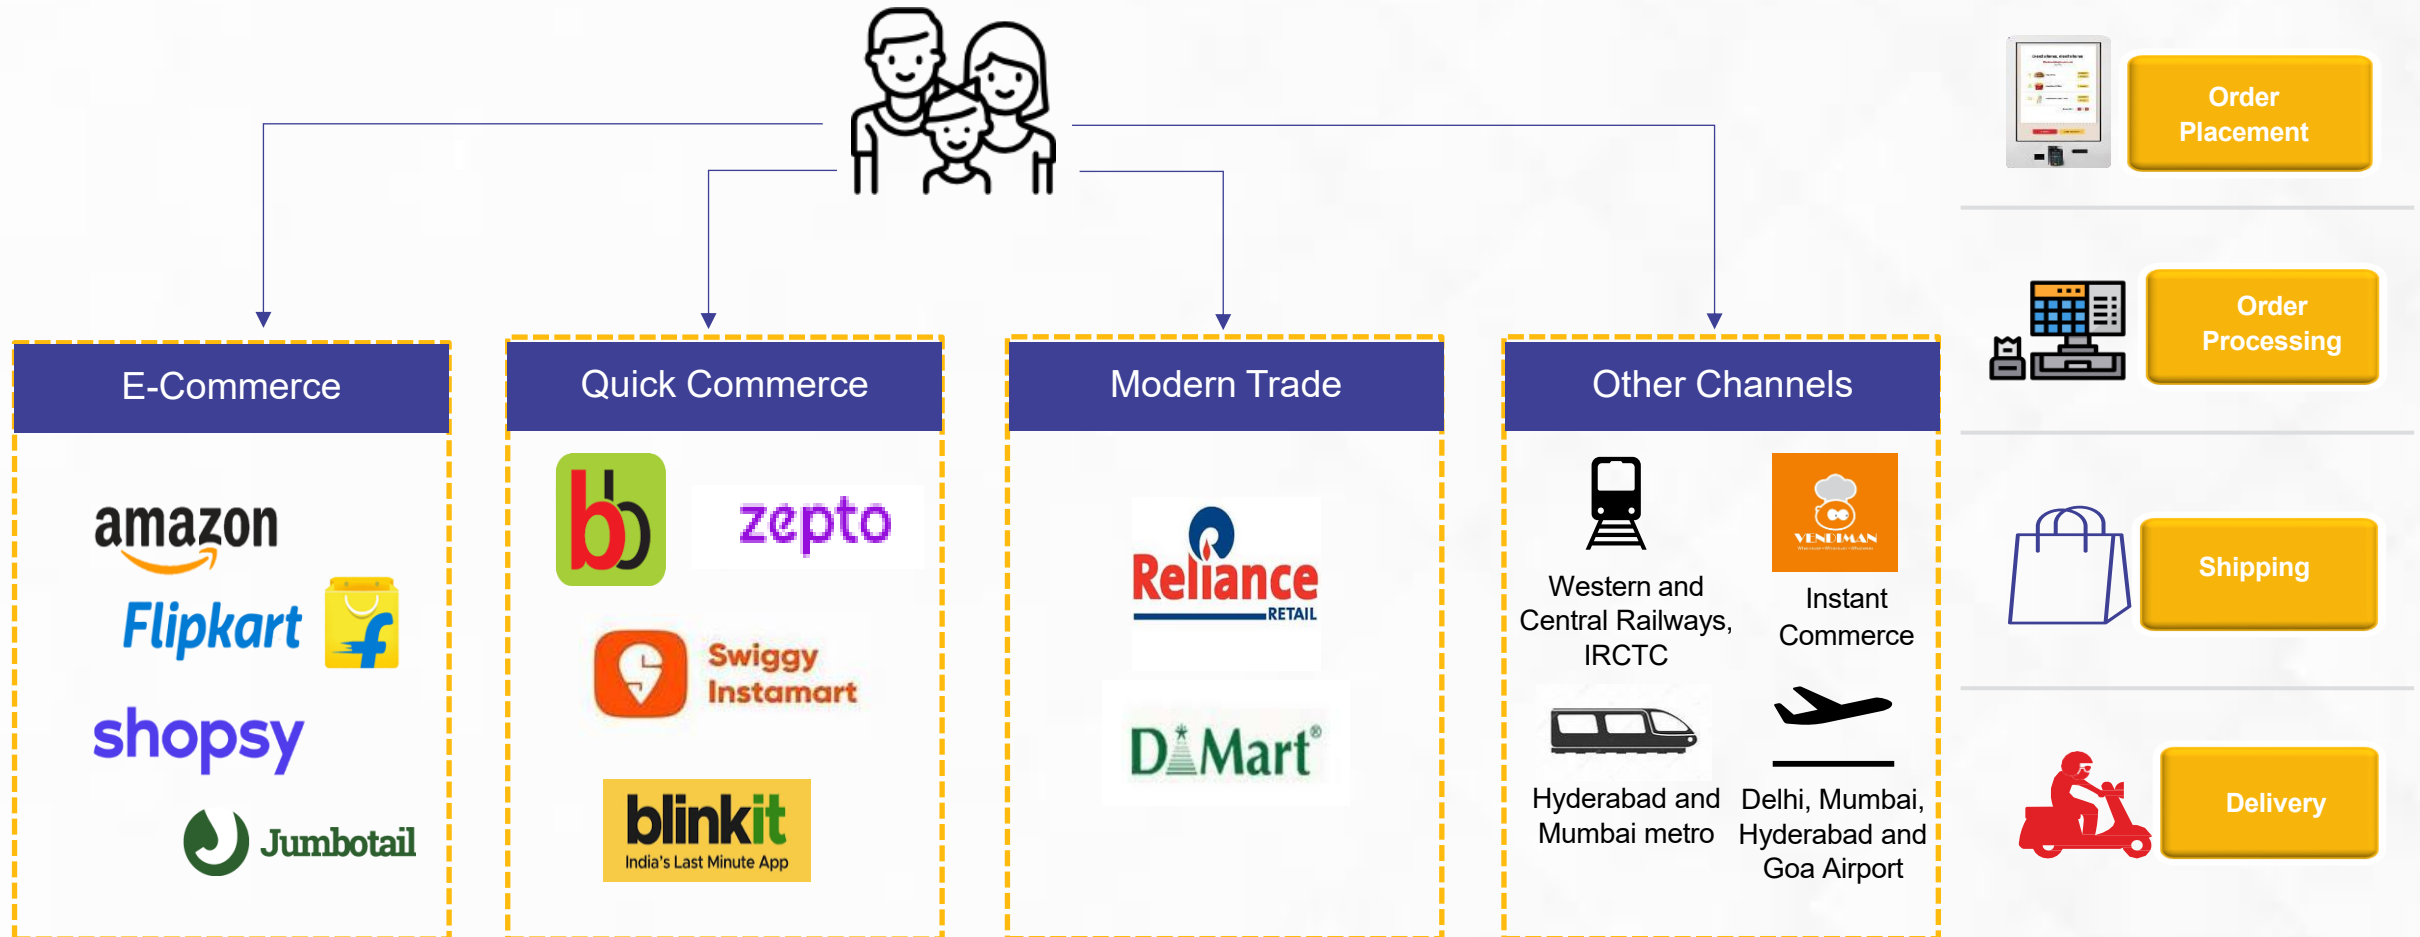 E-Commerce
amazon
Flipkart
shopsy
Jumbotail
Quick Commerce
bb
zepto
Swiggy
Instamart
blinkit
India's Last Minute App
Modern Trade
Reliance
RETAIL
D Mart®
Other Channels
Western and
Central Railways,
IRCTC
VENDIMAN
Instant
Commerce
Hyderabad and
Mumbai metro
Delhi, Mumbai,
Hyderabad and
Goa Airport
Order
Placement
Order
Processing
Shipping
Delivery